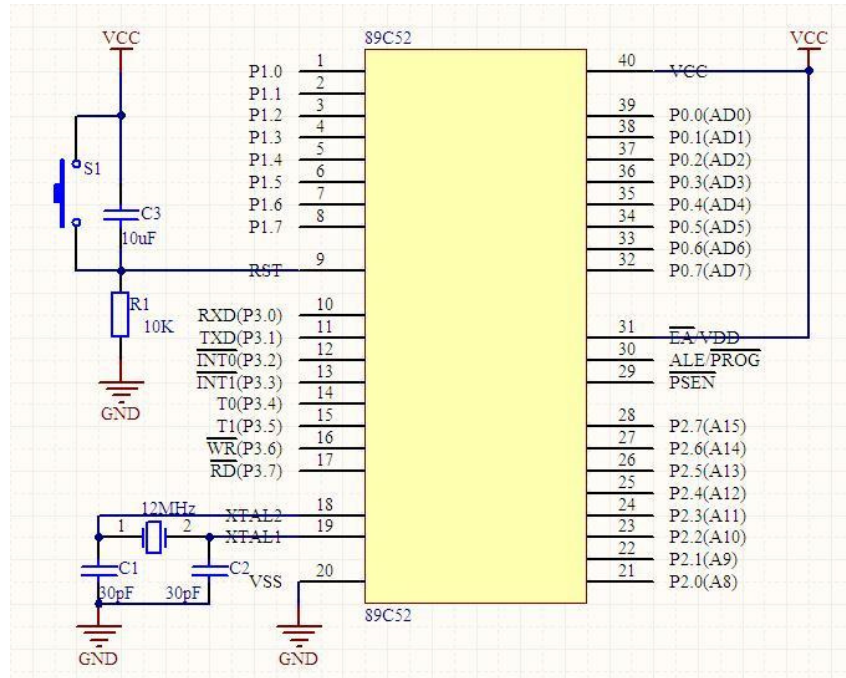 VCC
89C52
VCC
P1.0 1
P1.1 2
P1.2 3
P1.3 4
P1.4 5
P1.5 6
P1.6 7
P1.7 8
RST 9
RXD(P3.0) 10
TXD(P3.1) 11
INT0(P3.2) 12
INT1(P3.3) 13
T0(P3.4) 14
T1(P3.5) 15
WR(P3.6) 16
RD(P3.7) 17
XTAL2 18
XTAL1 19
VSS 20
40 VCC
39 P0.0(AD0)
38 P0.1(AD1)
37 P0.2(AD2)
36 P0.3(AD3)
35 P0.4(AD4)
34 P0.5(AD5)
33 P0.6(AD6)
32 P0.7(AD7)
31 EA/VDD
30 ALE/PROG
29 PSEN
28 P2.7(A15)
27 P2.6(A14)
26 P2.5(A13)
25 P2.4(A12)
24 P2.3(A11)
23 P2.2(A10)
22 P2.1(A9)
21 P2.0(A8)
S1
C3
10uF
R1
10K
GND
12MHz
1 2
C1 C2
30pF 30pF
GND
GND
89C52